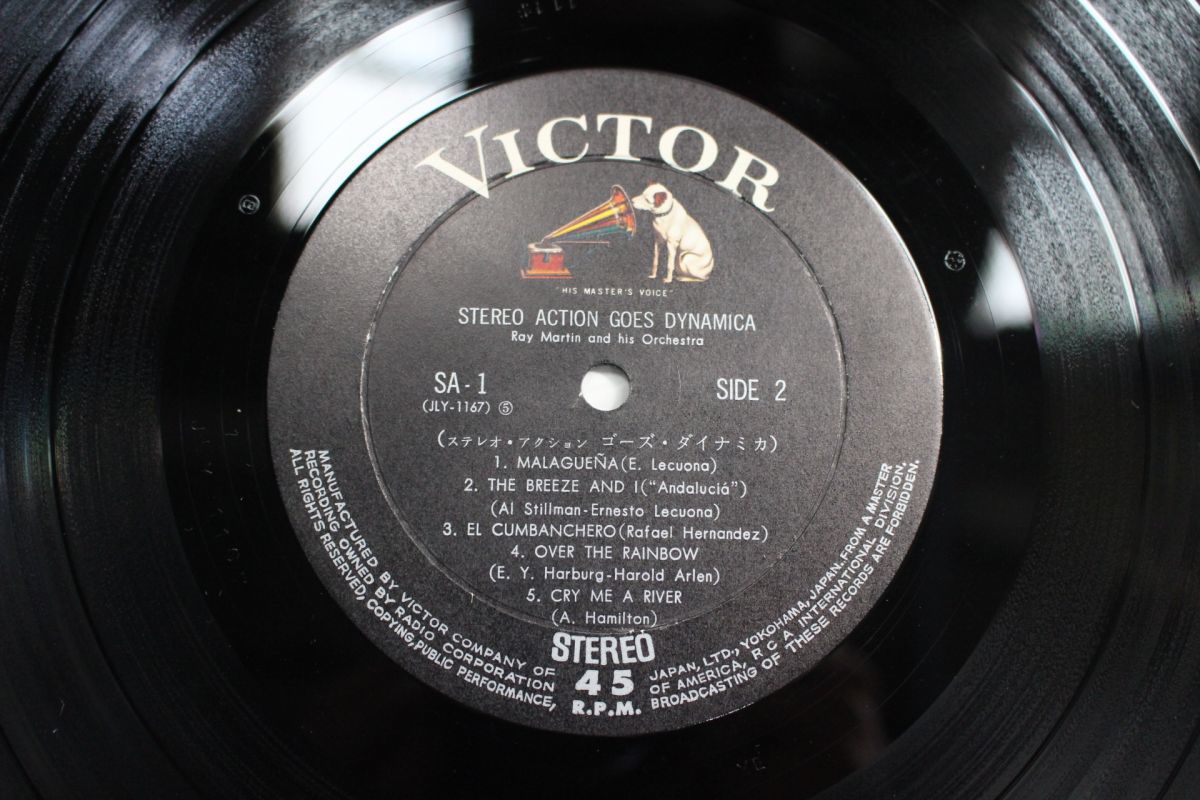 VICTOR
"HIS MASTER'S VOICE"
STEREO ACTION GOES DYNAMICA
Ray Martin and his Orchestra
SA-1
(JLY-1167) ⑤
SIDE 2
(ステレオ・アクション ゴーズ・ダイナミカ)
1. MALAGUEÑA (E. Lecuona)
2. THE BREEZE AND I ("Andaluciá")
(Al Stillman-Ernesto Lecuona)
3. EL CUMBANCHERO (Rafael Hernandez)
4. OVER THE RAINBOW
(E. Y. Harburg-Harold Arlen)
5. CRY ME A RIVER
(A. Hamilton)
STEREO
45
R.P.M.
MANUFACTURED BY VICTOR COMPANY OF JAPAN, LTD., YOKOHAMA, JAPAN. FROM A MASTER
RECORDING OWNED BY RADIO CORPORATION OF AMERICA, R C A INTERNATIONAL DIVISION,
ALL RIGHTS RESERVED, COPYING, PUBLIC PERFORMANCE, BROADCASTING OF THESE RECORDS ARE FORBIDDEN.